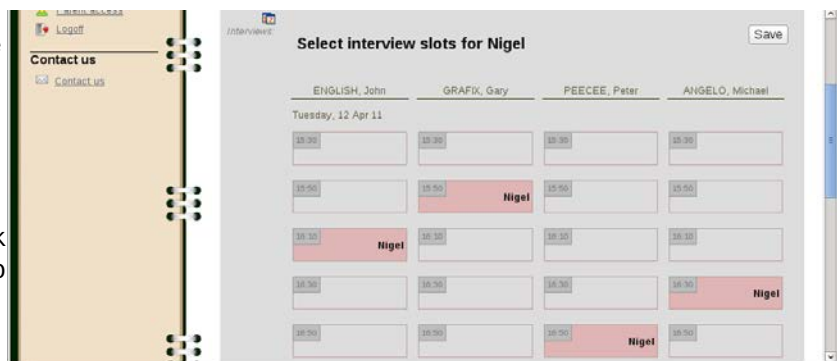 Parent access
Logoff
Contact us
Contact us
Interviews:
Select interview slots for Nigel
Save
ENGLISH, John GRAFIX, Gary PEECEE, Peter ANGELO, Michael
Tuesday, 12 Apr 11
15:30 15:30 15:30 15:30
15:50 15:50 Nigel 15:50 15:50
16:10 Nigel 16:10 16:10 16:10
16:30 16:30 16:30 16:30 Nigel
16:50 16:50 16:50 Nigel 16:50